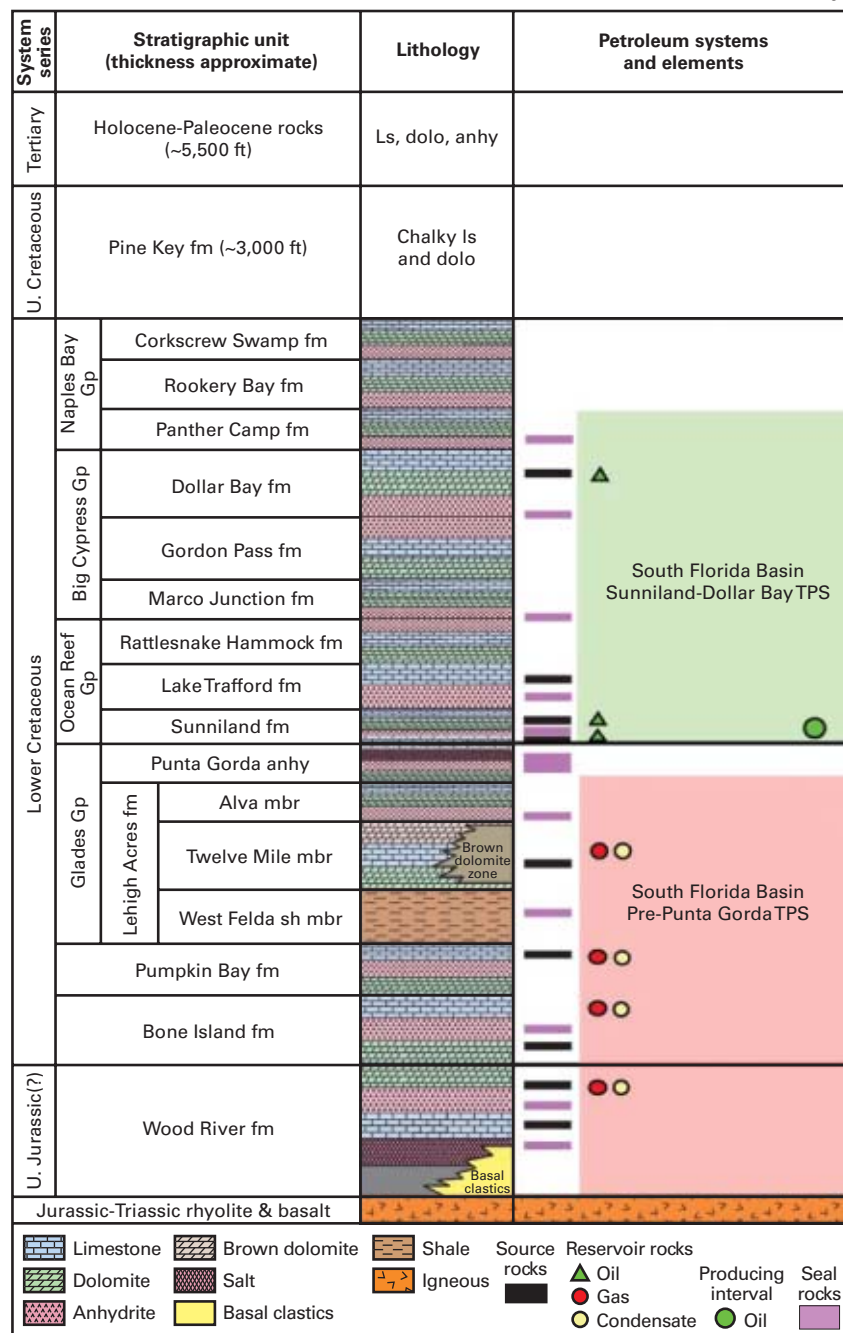 System series
Stratigraphic unit
(thickness approximate)
Lithology
Petroleum systems
and elements
Tertiary
Holocene-Paleocene rocks
(~5,500 ft)
Ls, dolo, anhy
U. Cretaceous
Pine Key fm (~3,000 ft)
Chalky ls
and dolo
Lower Cretaceous
Naples Bay
Gp
Corkscrew Swamp fm
Rookery Bay fm
Panther Camp fm
Big Cypress Gp
Dollar Bay fm
Gordon Pass fm
Marco Junction fm
South Florida Basin
Sunniland-Dollar Bay TPS
Ocean Reef
Gp
Rattlesnake Hammock fm
Lake Trafford fm
Sunniland fm
Glades Gp
Punta Gorda anhy
Lehigh Acres fm
Alva mbr
Twelve Mile mbr
Brown
dolomite
zone
West Felda sh mbr
South Florida Basin
Pre-Punta Gorda TPS
Pumpkin Bay fm
Bone Island fm
U. Jurassic(?)
Wood River fm
Basal
clastics
Jurassic-Triassic rhyolite & basalt
Limestone
Dolomite
Anhydrite
Brown dolomite
Salt
Basal clastics
Shale
Igneous
Source
rocks
Reservoir rocks
Oil
Gas
Condensate
Producing
interval
Oil
Seal
rocks